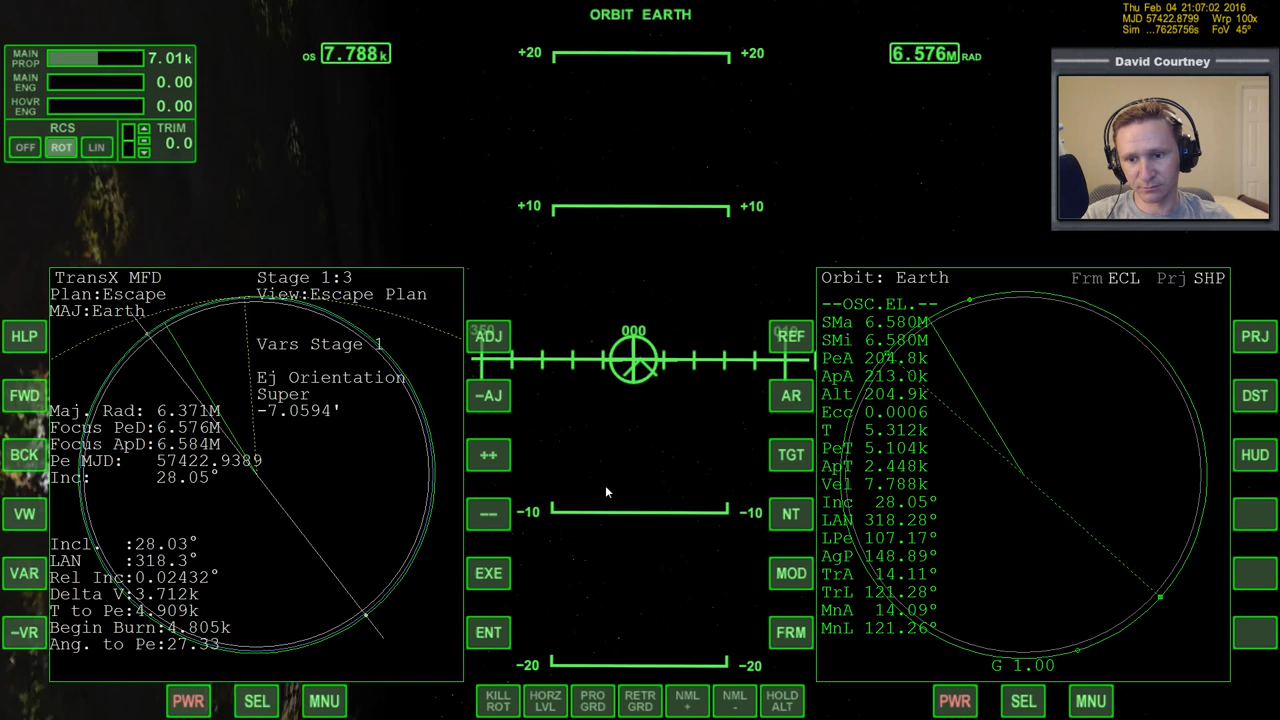 ORBIT EARTH
Thu Feb 04 21:07:02 2016
MJD 57422.8799 Wrp 100x
Sim ...7625756s FoV 45°
MAIN PROP 7.01k
MAIN ENG 0.00
HOVR ENG 0.00
RCS TRIM
OFF ROT LIN 0.0
OS 7.788k
6.576M RAD
David Courtney
+20 +20
+10 +10
000
-10 -10
-20 -20
TransX MFD Stage 1:3
Plan:Escape View:Escape Plan
MAJ:Earth
Vars Stage 1
Ej Orientation
Super
-7.0594'
Maj. Rad: 6.371M
Focus PeD:6.576M
Focus ApD:6.584M
Pe MJD: 57422.9389
Inc: 28.05°
Incl. :28.03°
LAN :318.3°
Rel Inc:0.02432°
Delta V:3.712k
T to Pe:4.909k
Begin Burn:4.805k
Ang. to Pe:27.33
HLP
FWD
BCK
VW
VAR
-VR
ADJ
-AJ
++
--
EXE
ENT
PWR SEL MNU
KILL ROT
HORZ LVL
PRO GRD
RETR GRD
NML +
NML -
HOLD ALT
REF
AR
TGT
NT
MOD
FRM
Orbit: Earth Frm ECL Prj SHP
--OSC.EL.--
SMa 6.580M
SMi 6.580M
PeA 204.8k
ApA 213.0k
Alt 204.9k
Ecc 0.0006
T 5.312k
PeT 5.104k
ApT 2.448k
Vel 7.788k
Inc 28.05°
LAN 318.28°
LPe 107.17°
AgP 148.89°
TrA 14.11°
TrL 121.28°
MnA 14.09°
MnL 121.26°
G 1.00
PRJ
DST
HUD
PWR SEL MNU